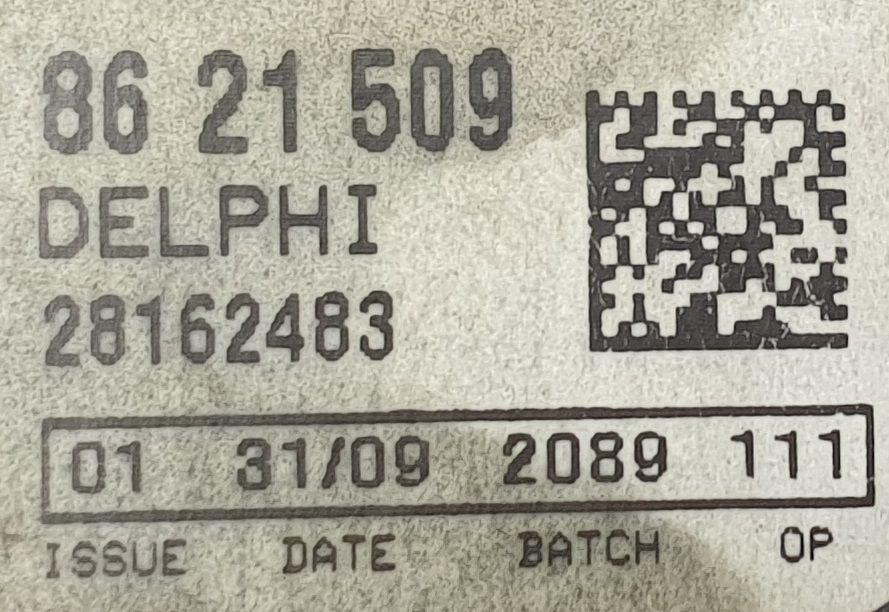 86 21 509
DELPHI
28162483
01 31/09 2089 111
ISSUE DATE BATCH OP